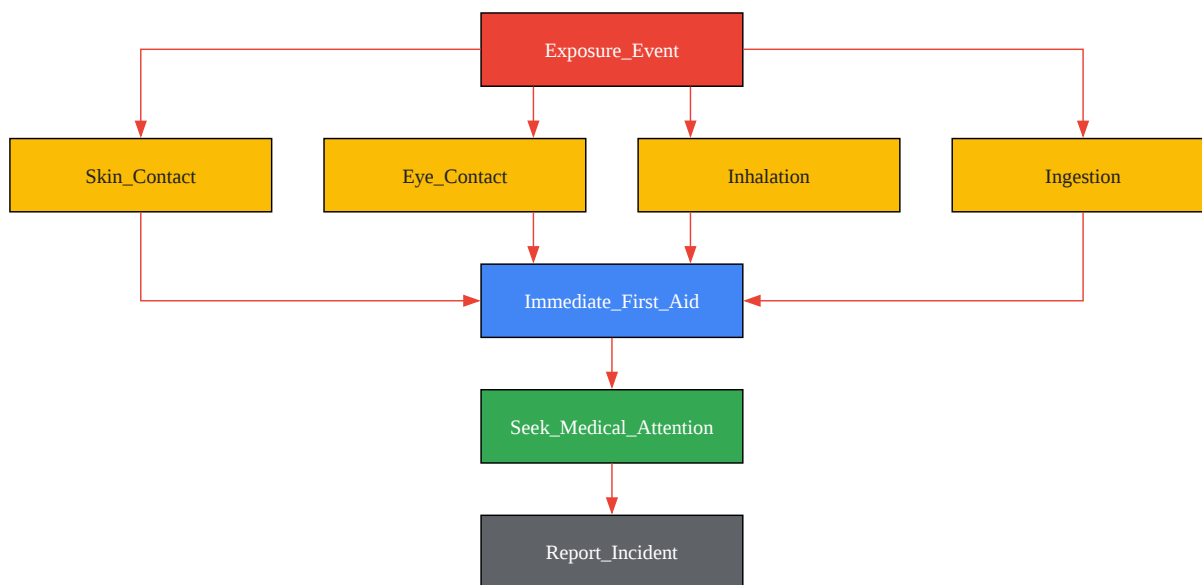 Exposure_Event
Skin_Contact
Eye_Contact
Inhalation
Ingestion
Immediate_First_Aid
Seek_Medical_Attention
Report_Incident